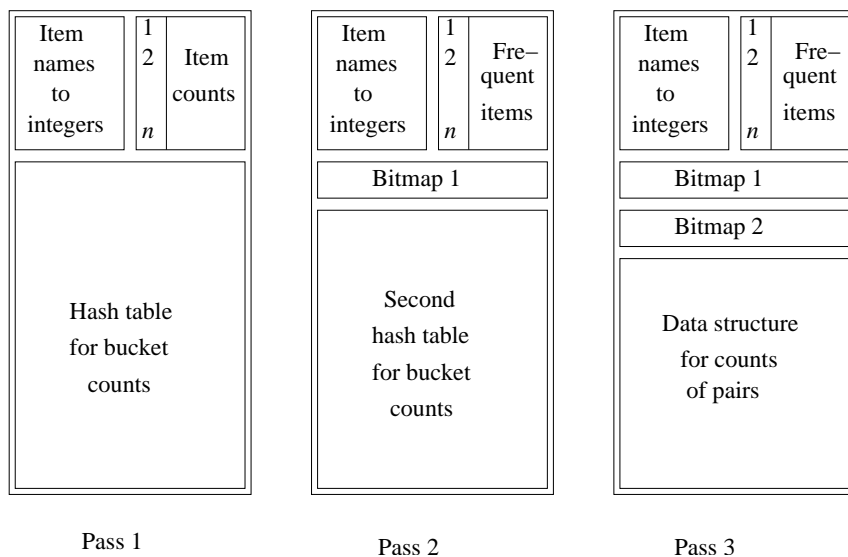 Item
names
to
integers
1
2
n
Item
counts
Hash table
for bucket
counts
Pass 1
Item
names
to
integers
1
2
n
Fre–
quent
items
Bitmap 1
Second
hash table
for bucket
counts
Pass 2
Item
names
to
integers
1
2
n
Fre–
quent
items
Bitmap 1
Bitmap 2
Data structure
for counts
of pairs
Pass 3